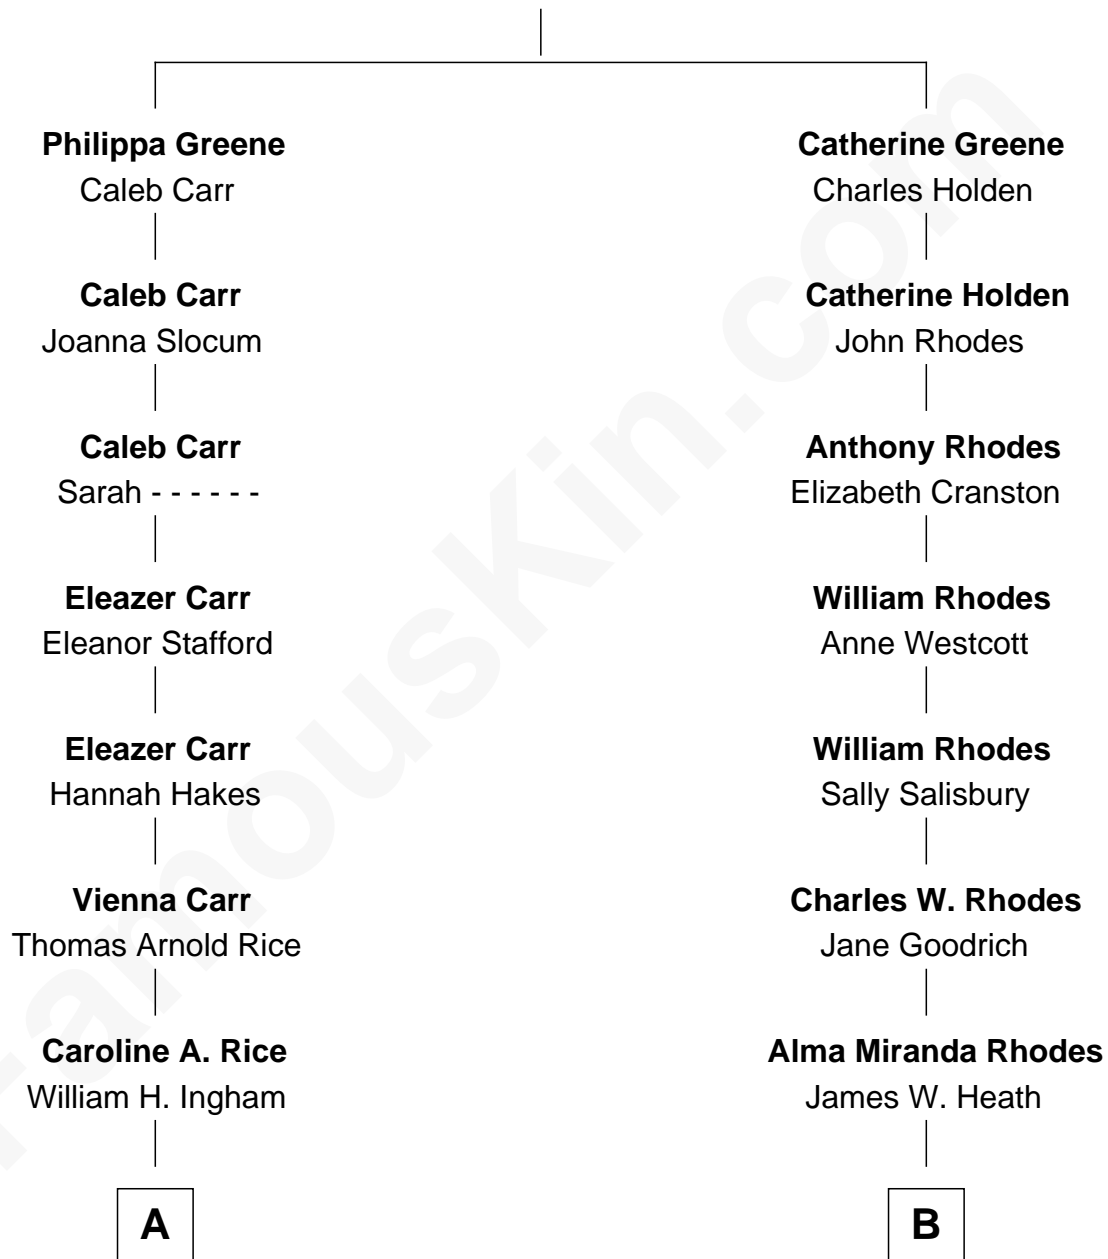 Philippa Greene
Caleb Carr
Catherine Greene
Charles Holden
Caleb Carr
Joanna Slocum
Catherine Holden
John Rhodes
Caleb Carr
Sarah - - - - - -
Anthony Rhodes
Elizabeth Cranston
Eleazer Carr
Eleanor Stafford
William Rhodes
Anne Westcott
Eleazer Carr
Hannah Hakes
William Rhodes
Sally Salisbury
Vienna Carr
Thomas Arnold Rice
Charles W. Rhodes
Jane Goodrich
Caroline A. Rice
William H. Ingham
Alma Miranda Rhodes
James W. Heath
A
B
FamousKin.com